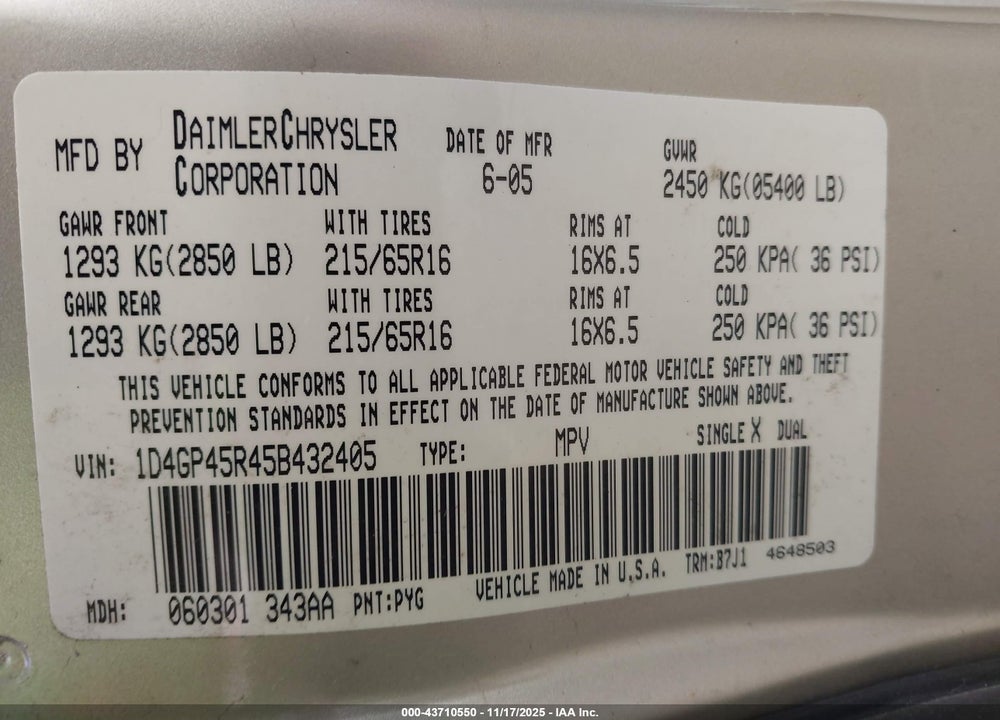 MFD BY DAIMLERCHRYSLER CORPORATION DATE OF MFR 6-05 GVWR 2450 KG(05400 LB)
GAWR FRONT WITH TIRES RIMS AT COLD
1293 KG(2850 LB) 215/65R16 16X6.5 250 KPA( 36 PSI)
GAWR REAR WITH TIRES RIMS AT COLD
1293 KG(2850 LB) 215/65R16 16X6.5 250 KPA( 36 PSI)
THIS VEHICLE CONFORMS TO ALL APPLICABLE FEDERAL MOTOR VEHICLE SAFETY AND THEFT
PREVENTION STANDARDS IN EFFECT ON THE DATE OF MANUFACTURE SHOWN ABOVE.
VIN: 1D4GP45R45B432405 TYPE: MPV SINGLE X DUAL
MDH: 060301 343AA PNT:PYG VEHICLE MADE IN U.S.A. TRM:B7J1 4648503
000-43710550 - 11/17/2025 - IAA Inc.